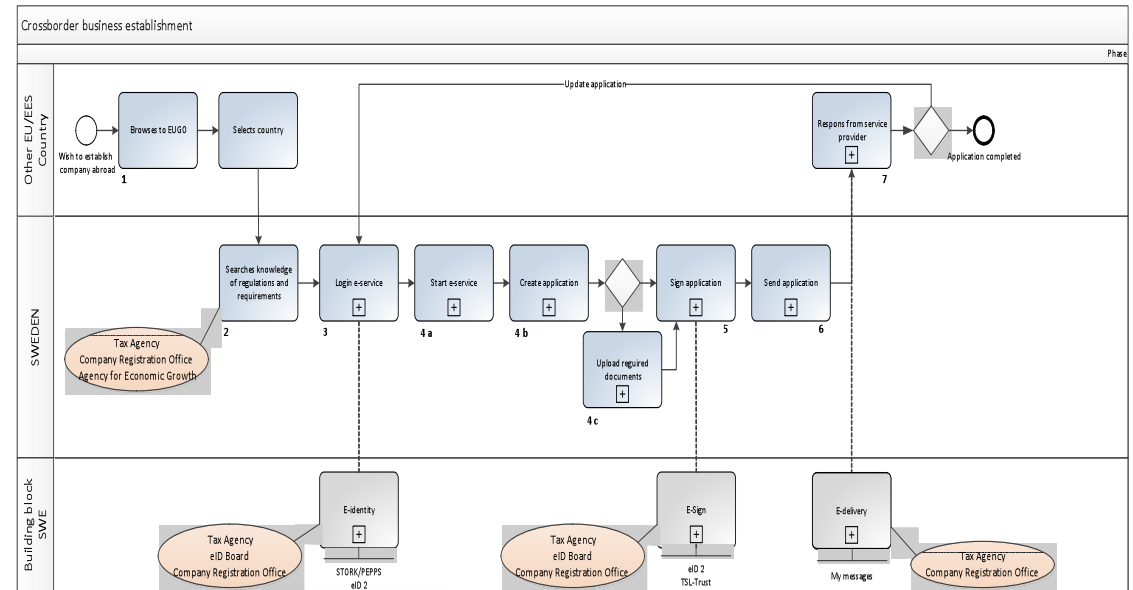 Crossborder business establishment
Phase
Other EU/EES
Country
Update application
Browses to EUGO
Selects country
Respons from service
provider
Wish to establish
company abroad
1
7
Application completed
SWEDEN
Searches knowledge
of regulations and
requirements
Login e-service
Start e-service
Create application
Sign application
Send application
2
3
4 a
4 b
5
6
Tax Agency
Company Registration Office
Agency for Economic Growth
Upload reguired
documents
4 c
Building block
SWE
E-identity
E-Sign
E-delivery
Tax Agency
eID Board
Company Registration Office
STORK/PEPPS
eID 2
Tax Agency
eID Board
Company Registration Office
eID 2
TSL-Trust
My messages
Tax Agency
Company Registration Office